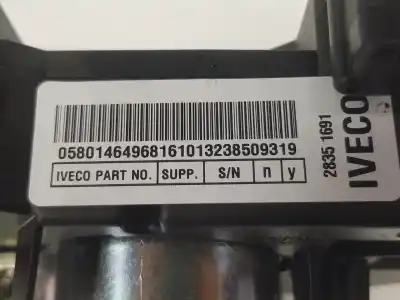 05801464968161013238509319
IVECO PART NO. SUPP. S/N n y
2835 1691
IVECO